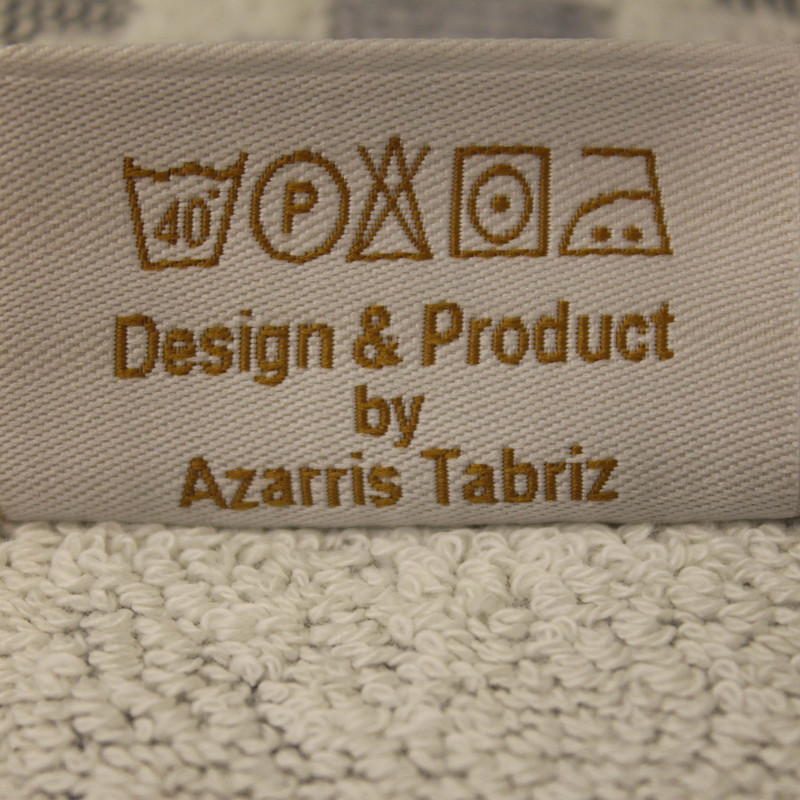 40° P
Design & Product
by
Azarris Tabriz